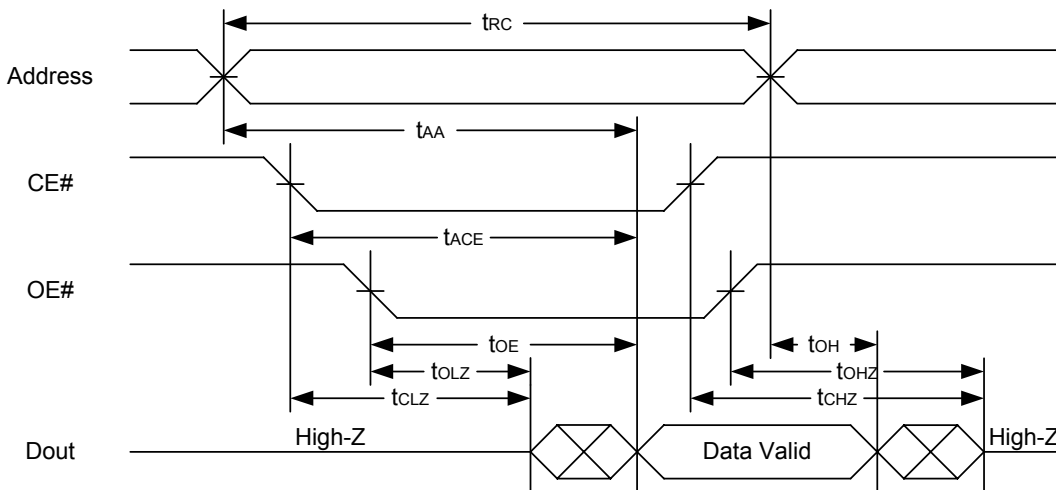 tRC
Address
tAA
CE#
tACE
OE#
tOE
tOH
tOLZ
tOHZ
tCLZ
tCHZ
High-Z
High-Z
Dout
Data Valid